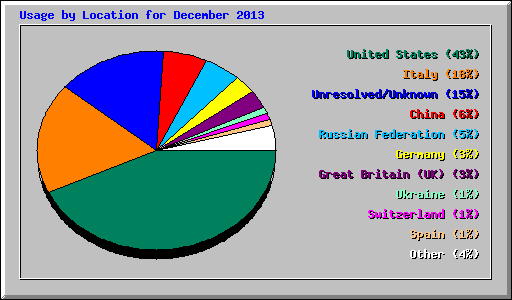 Usage by Location for December 2013
United States (43%)
Italy (18%)
Unresolved/Unknown (15%)
China (6%)
Russian Federation (5%)
Germany (3%)
Great Britain (UK) (3%)
Ukraine (1%)
Switzerland (1%)
Spain (1%)
Other (4%)